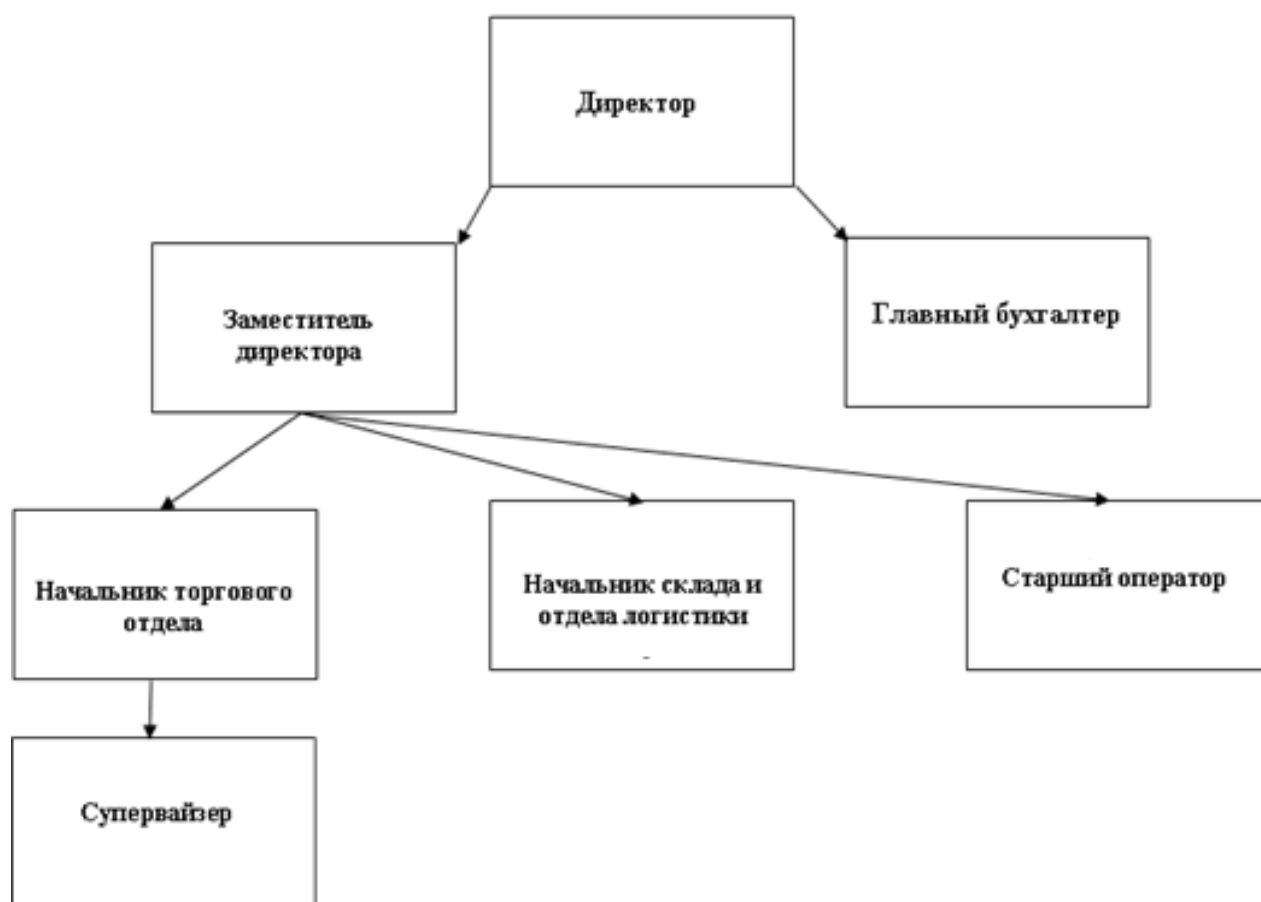 Директор
Заместитель
директора
Главный бухгалтер
Начальник торгового
отдела
Начальник склада и
отдела логистики
-
Старший оператор
Супервайзер